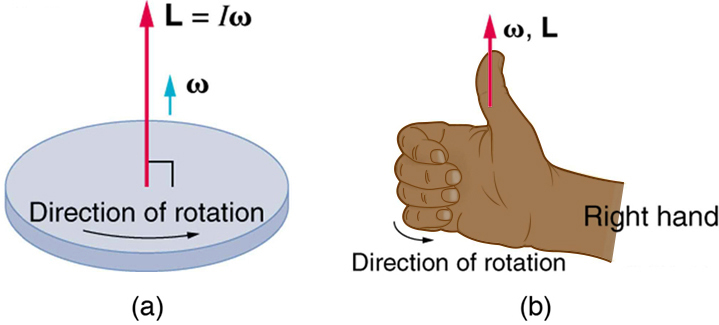 L = Iω
ω
Direction of rotation
(a)
ω, L
Right hand
Direction of rotation
(b)